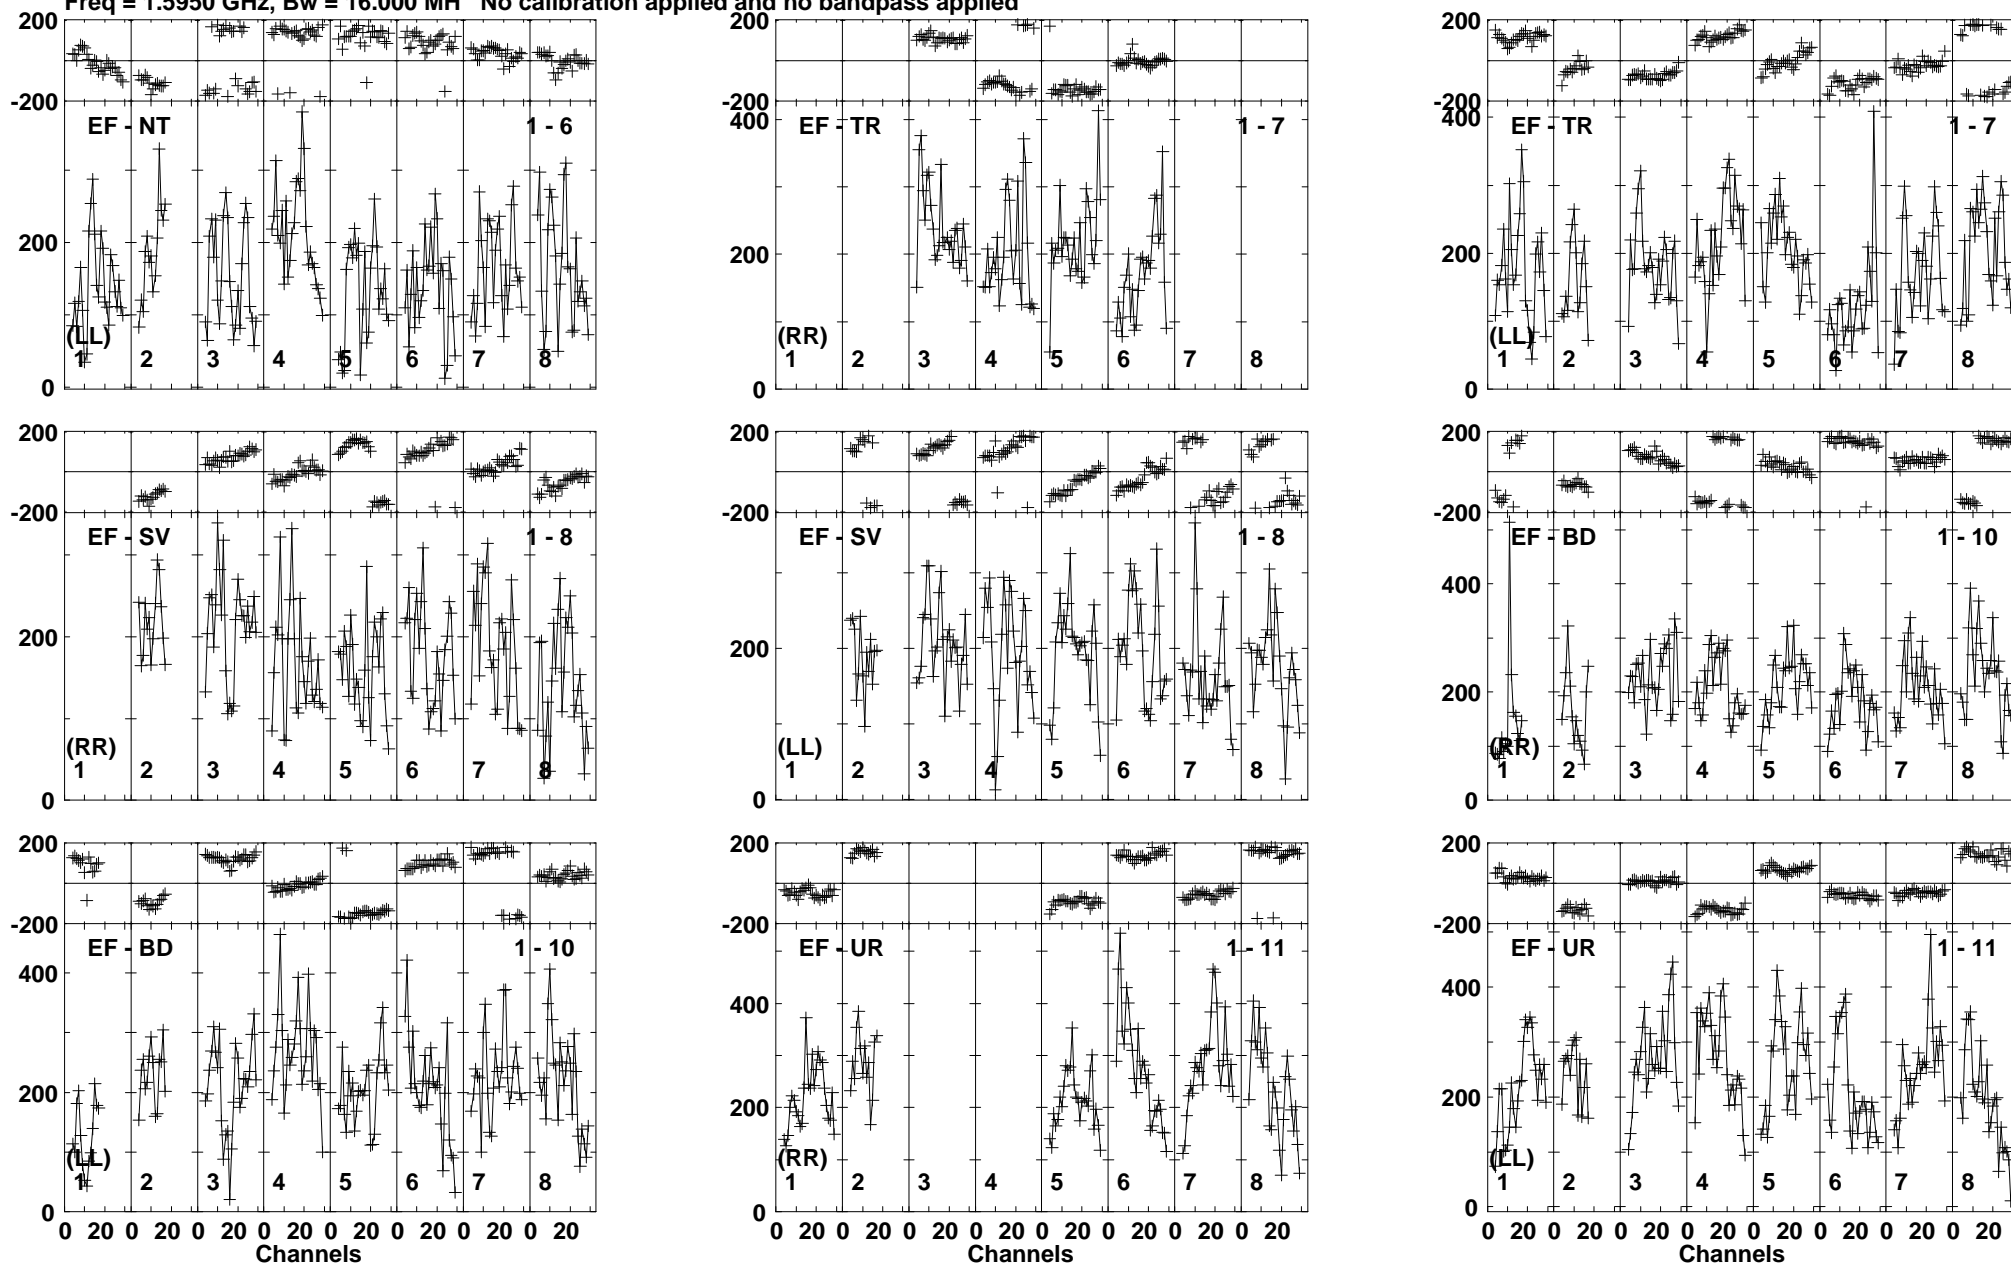 Freq = 1.5950 GHz, Bw = 16.000 MH No calibration applied and no bandpass applied
200 200 200
-200 -200 -200
EF - NT 1 - 6 400 EF - TR 1 - 7 400 EF - TR 1 - 7
200 200 200
(LL) (RR) (LL)
1 2 3 4 5 6 7 8 1 2 3 4 5 6 7 8 1 2 3 4 5 6 7 8
0 0 0
200 200 200
-200 -200 -200
EF - SV 1 - 8 EF - SV 1 - 8 EF - BD 1 - 10
400
200 200 200
(RR) (LL) (RR)
1 2 3 4 5 6 7 8 1 2 3 4 5 6 7 8 1 2 3 4 5 6 7 8
0 0 0
200 200 200
-200 -200 -200
EF - BD 1 - 10 EF - UR 1 - 11 EF - UR 1 - 11
400 400 400
200 200 200
(LL) (RR) (LL)
1 2 3 4 5 6 7 8 1 2 3 4 5 6 7 8 1 2 3 4 5 6 7 8
0 0 0
0 20 0 20 0 20 0 20 0 20 0 20 0 20 0 20 0 20 0 20 0 20 0 20 0 20 0 20 0 20 0 20 0 20 0 20 0 20 0 20 0 20 0 20 0 20 0 20
Channels Channels Channels